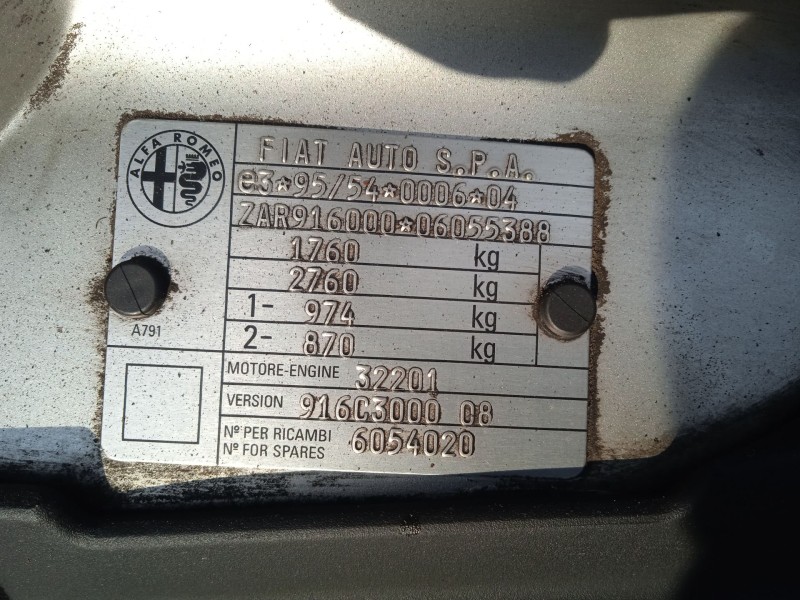 ALFA ROMEO
FIAT AUTO S.P.A.
e3*95/54*0006*04
ZAR916000*06055388
1760 kg
2760 kg
1- 974 kg
2- 870 kg
A791
MOTORE-ENGINE 32201
VERSION 916C3000 08
Nº PER RICAMBI
Nº FOR SPARES 6054020